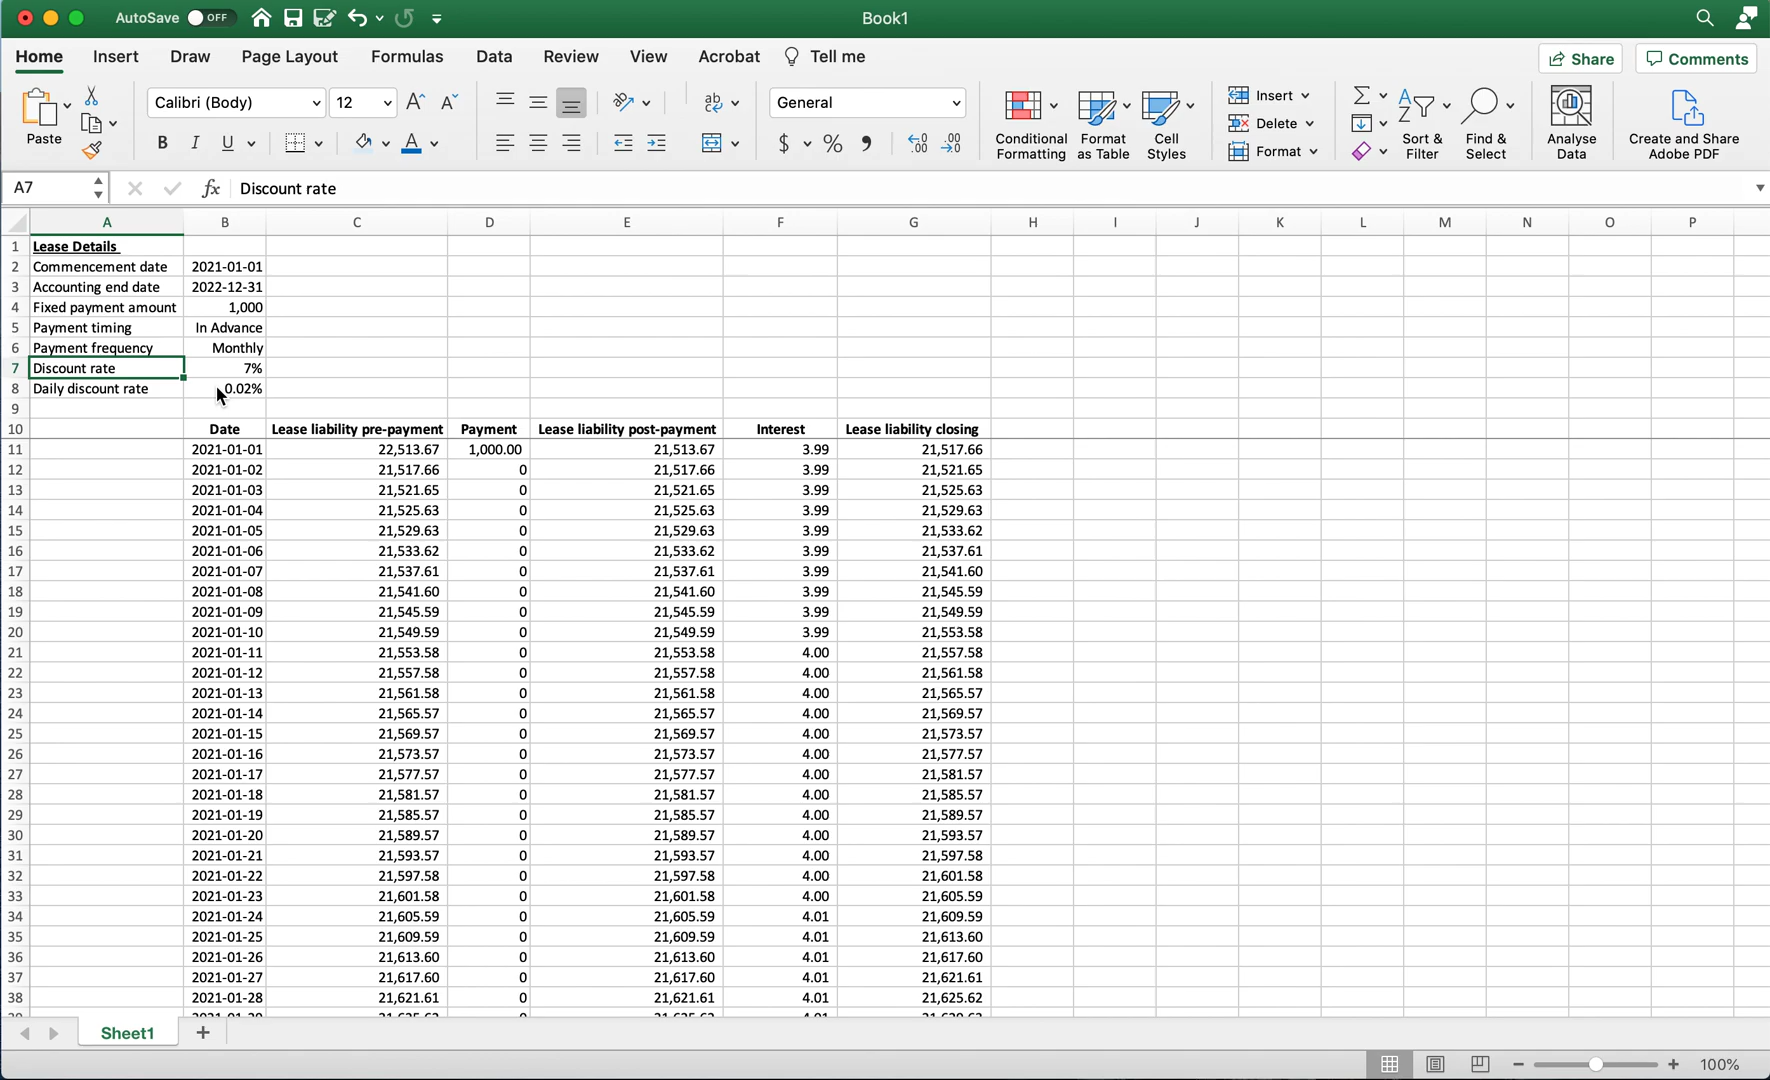 AutoSave OFF Book1
Home Insert Draw Page Layout Formulas Data Review View Acrobat Tell me Share Comments
Paste Calibri (Body) 12 General Conditional Formatting Format as Table Cell Styles Insert Delete Format Sort & Filter Find & Select Analyse Data Create and Share Adobe PDF
A7 fx Discount rate
A B C D E F G H I J K L M N O P
1 Lease Details
2 Commencement date 2021-01-01
3 Accounting end date 2022-12-31
4 Fixed payment amount 1,000
5 Payment timing In Advance
6 Payment frequency Monthly
7 Discount rate 7%
8 Daily discount rate 0.02%
9
10 Date Lease liability pre-payment Payment Lease liability post-payment Interest Lease liability closing
11 2021-01-01 22,513.67 1,000.00 21,513.67 3.99 21,517.66
12 2021-01-02 21,517.66 0 21,517.66 3.99 21,521.65
13 2021-01-03 21,521.65 0 21,521.65 3.99 21,525.63
14 2021-01-04 21,525.63 0 21,525.63 3.99 21,529.63
15 2021-01-05 21,529.63 0 21,529.63 3.99 21,533.62
16 2021-01-06 21,533.62 0 21,533.62 3.99 21,537.61
17 2021-01-07 21,537.61 0 21,537.61 3.99 21,541.60
18 2021-01-08 21,541.60 0 21,541.60 3.99 21,545.59
19 2021-01-09 21,545.59 0 21,545.59 3.99 21,549.59
20 2021-01-10 21,549.59 0 21,549.59 3.99 21,553.58
21 2021-01-11 21,553.58 0 21,553.58 4.00 21,557.58
22 2021-01-12 21,557.58 0 21,557.58 4.00 21,561.58
23 2021-01-13 21,561.58 0 21,561.58 4.00 21,565.57
24 2021-01-14 21,565.57 0 21,565.57 4.00 21,569.57
25 2021-01-15 21,569.57 0 21,569.57 4.00 21,573.57
26 2021-01-16 21,573.57 0 21,573.57 4.00 21,577.57
27 2021-01-17 21,577.57 0 21,577.57 4.00 21,581.57
28 2021-01-18 21,581.57 0 21,581.57 4.00 21,585.57
29 2021-01-19 21,585.57 0 21,585.57 4.00 21,589.57
30 2021-01-20 21,589.57 0 21,589.57 4.00 21,593.57
31 2021-01-21 21,593.57 0 21,593.57 4.00 21,597.58
32 2021-01-22 21,597.58 0 21,597.58 4.00 21,601.58
33 2021-01-23 21,601.58 0 21,601.58 4.00 21,605.59
34 2021-01-24 21,605.59 0 21,605.59 4.01 21,609.59
35 2021-01-25 21,609.59 0 21,609.59 4.01 21,613.60
36 2021-01-26 21,613.60 0 21,613.60 4.01 21,617.60
37 2021-01-27 21,617.60 0 21,617.60 4.01 21,621.61
38 2021-01-28 21,621.61 0 21,621.61 4.01 21,625.62
Sheet1
100%